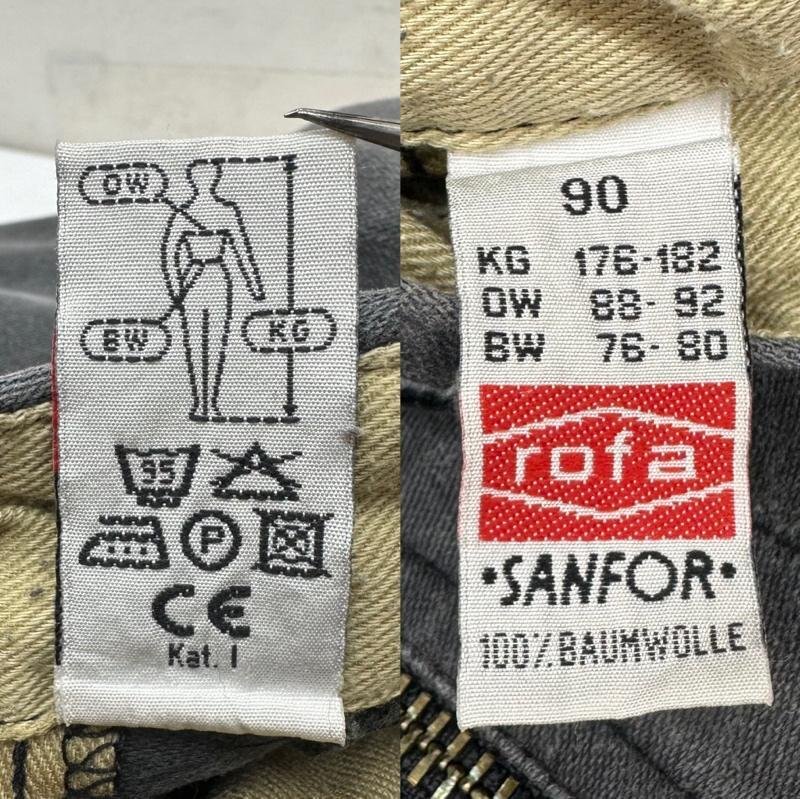 OW
BW
KG
95
P
CE
Kat. I
90
KG 176-182
OW 88- 92
BW 76- 80
rofa
•SANFOR•
100% BAUMWOLLE